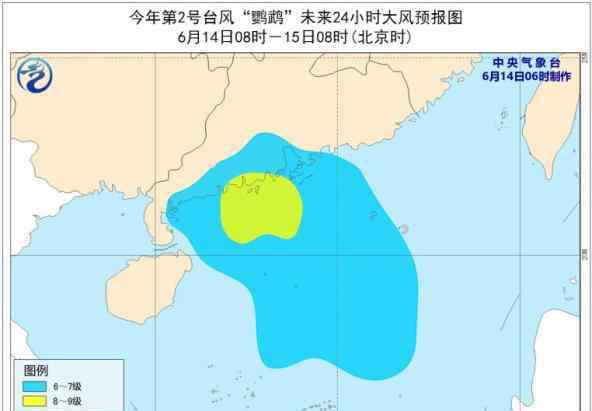 今年第2号台风“鹦鹉”未来24小时大风预报图
6月14日08时－15日08时(北京时)
中央气象台
6月14日06时制作
图例
6～7级
8～9级